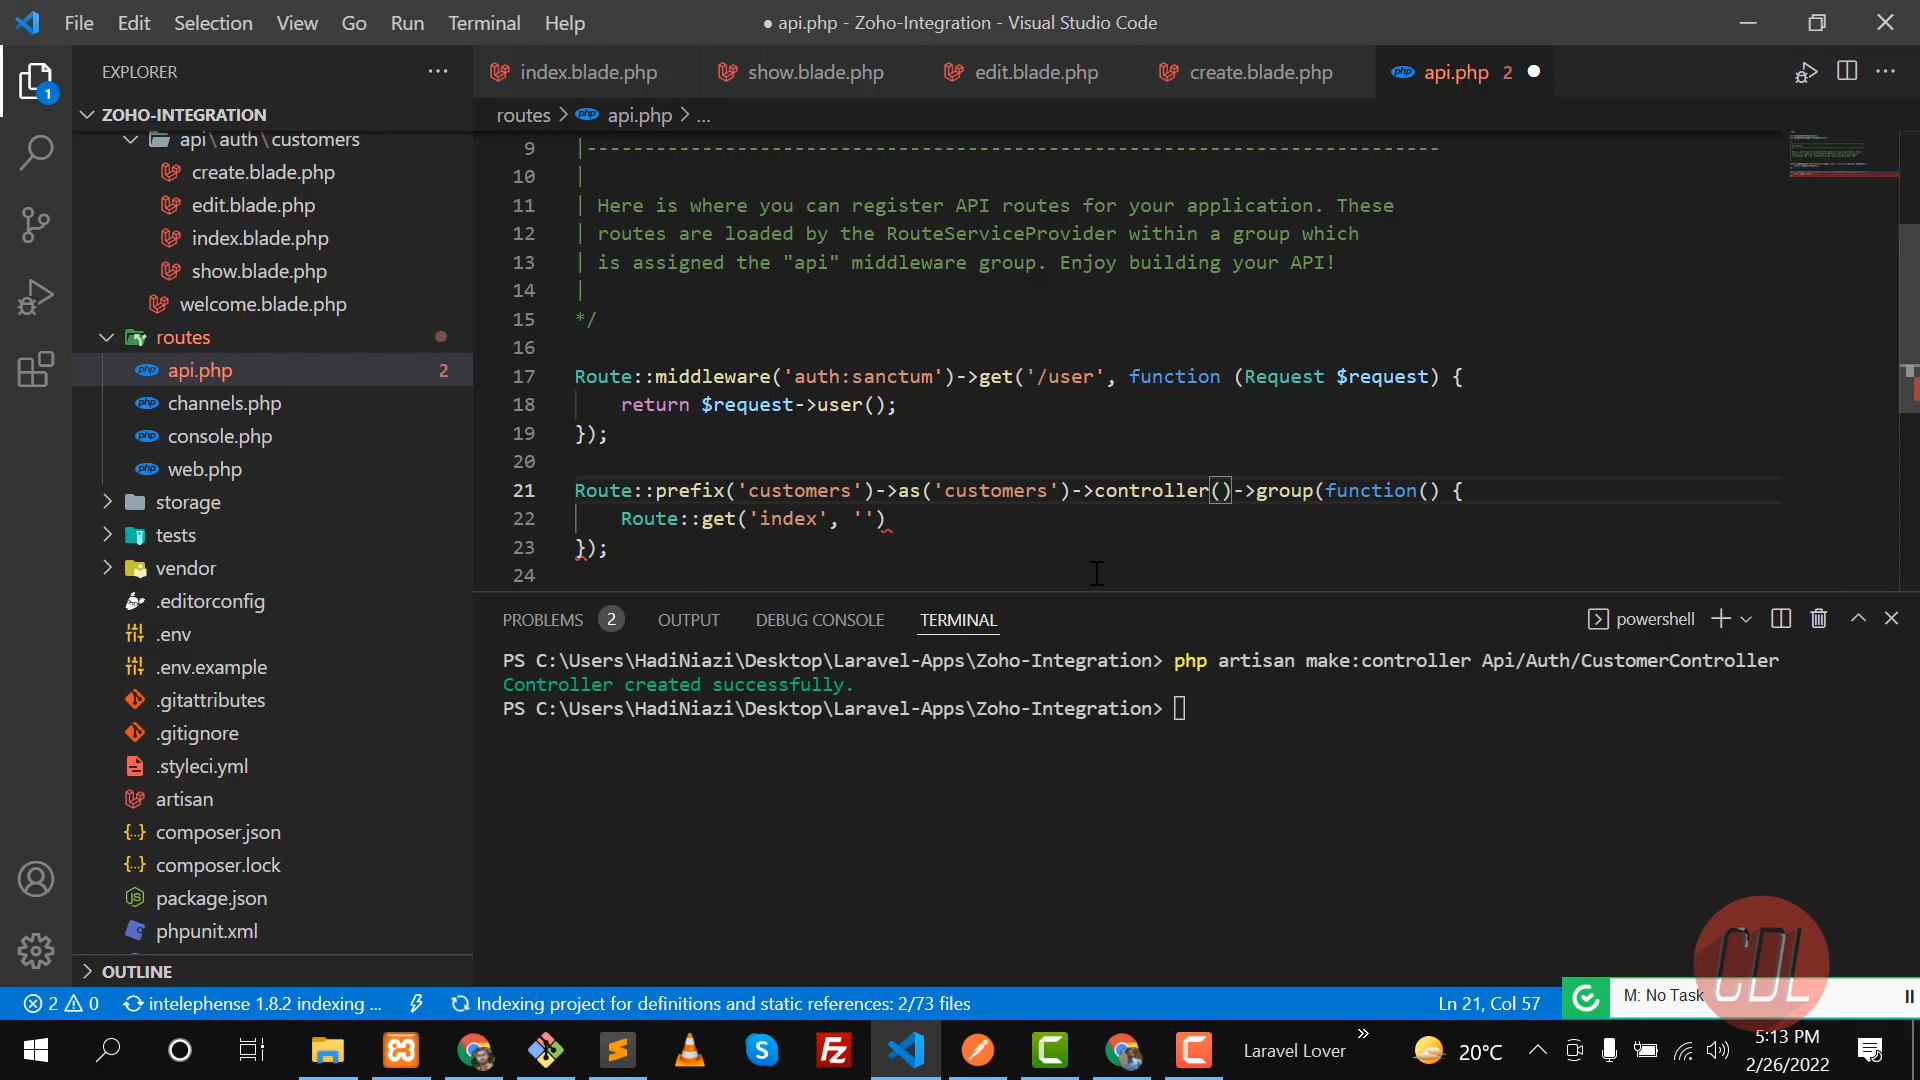 File Edit Selection View Go Run Terminal Help
● api.php - Zoho-Integration - Visual Studio Code
EXPLORER
1
ZOHO-INTEGRATION
api\auth\customers
create.blade.php
edit.blade.php
index.blade.php
show.blade.php
welcome.blade.php
routes
api.php 2
channels.php
console.php
web.php
storage
tests
vendor
.editorconfig
.env
.env.example
.gitattributes
.gitignore
.styleci.yml
artisan
composer.json
composer.lock
package.json
phpunit.xml
OUTLINE
index.blade.php show.blade.php edit.blade.php create.blade.php api.php 2
routes > api.php > ...
9 |--------------------------------------------------------------------------
10 |
11 | Here is where you can register API routes for your application. These
12 | routes are loaded by the RouteServiceProvider within a group which
13 | is assigned the "api" middleware group. Enjoy building your API!
14 |
15 */
16
17 Route::middleware('auth:sanctum')->get('/user', function (Request $request) {
18 return $request->user();
19 });
20
21 Route::prefix('customers')->as('customers')->controller()->group(function() {
22 Route::get('index', '')
23 });
24
PROBLEMS 2 OUTPUT DEBUG CONSOLE TERMINAL
powershell
PS C:\Users\HadiNiazi\Desktop\Laravel-Apps\Zoho-Integration> php artisan make:controller Api/Auth/CustomerController
Controller created successfully.
PS C:\Users\HadiNiazi\Desktop\Laravel-Apps\Zoho-Integration>
CDL
2 0 intelephense 1.8.2 indexing ... Indexing project for definitions and static references: 2/73 files Ln 21, Col 57
M: No Task
Laravel Lover
20°C
5:13 PM
2/26/2022